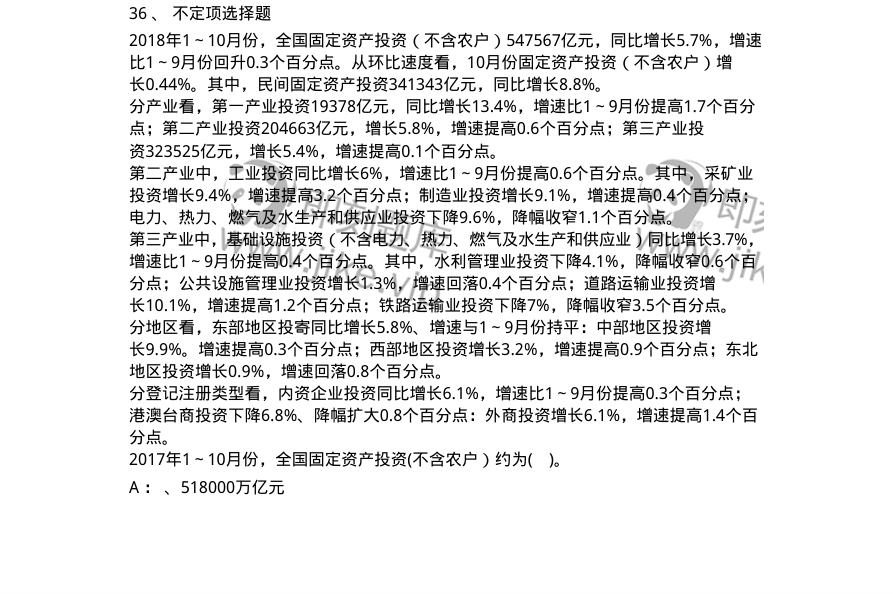 36 、 不定项选择题
2018年1～10月份，全国固定资产投资（不含农户）547567亿元，同比增长5.7%，增速
比1～9月份回升0.3个百分点。从环比速度看，10月份固定资产投资（不含农户）增
长0.44%。其中，民间固定资产投资341343亿元，同比增长8.8%。
分产业看，第一产业投资19378亿元，同比增长13.4%，增速比1～9月份提高1.7个百分
点；第二产业投资204663亿元，增长5.8%，增速提高0.6个百分点；第三产业投
资323525亿元，增长5.4%，增速提高0.1个百分点。
第二产业中，工业投资同比增长6%，增速比1～9月份提高0.6个百分点。其中，采矿业
投资增长9.4%，增速提高3.2个百分点；制造业投资增长9.1%，增速提高0.4个百分点；
电力、热力、燃气及水生产和供应业投资下降9.6%，降幅收窄1.1个百分点。
第三产业中，基础设施投资（不含电力、热力、燃气及水生产和供应业）同比增长3.7%，
增速比1～9月份提高0.4个百分点。其中，水利管理业投资下降4.1%，降幅收窄0.6个百
分点；公共设施管理业投资增长1.3%，增速回落0.4个百分点；道路运输业投资增
长10.1%，增速提高1.2个百分点；铁路运输业投资下降7%，降幅收窄3.5个百分点。
分地区看，东部地区投寄同比增长5.8%、增速与1～9月份持平：中部地区投资增
长9.9%。增速提高0.3个百分点；西部地区投资增长3.2%，增速提高0.9个百分点；东北
地区投资增长0.9%，增速回落0.8个百分点。
分登记注册类型看，内资企业投资同比增长6.1%，增速比1～9月份提高0.3个百分点；
港澳台商投资下降6.8%、降幅扩大0.8个百分点：外商投资增长6.1%，增速提高1.4个百
分点。
2017年1～10月份，全国固定资产投资(不含农户）约为(　)。
A： 、518000万亿元
即刻题库
www.jike.vip
即刻
www.jik